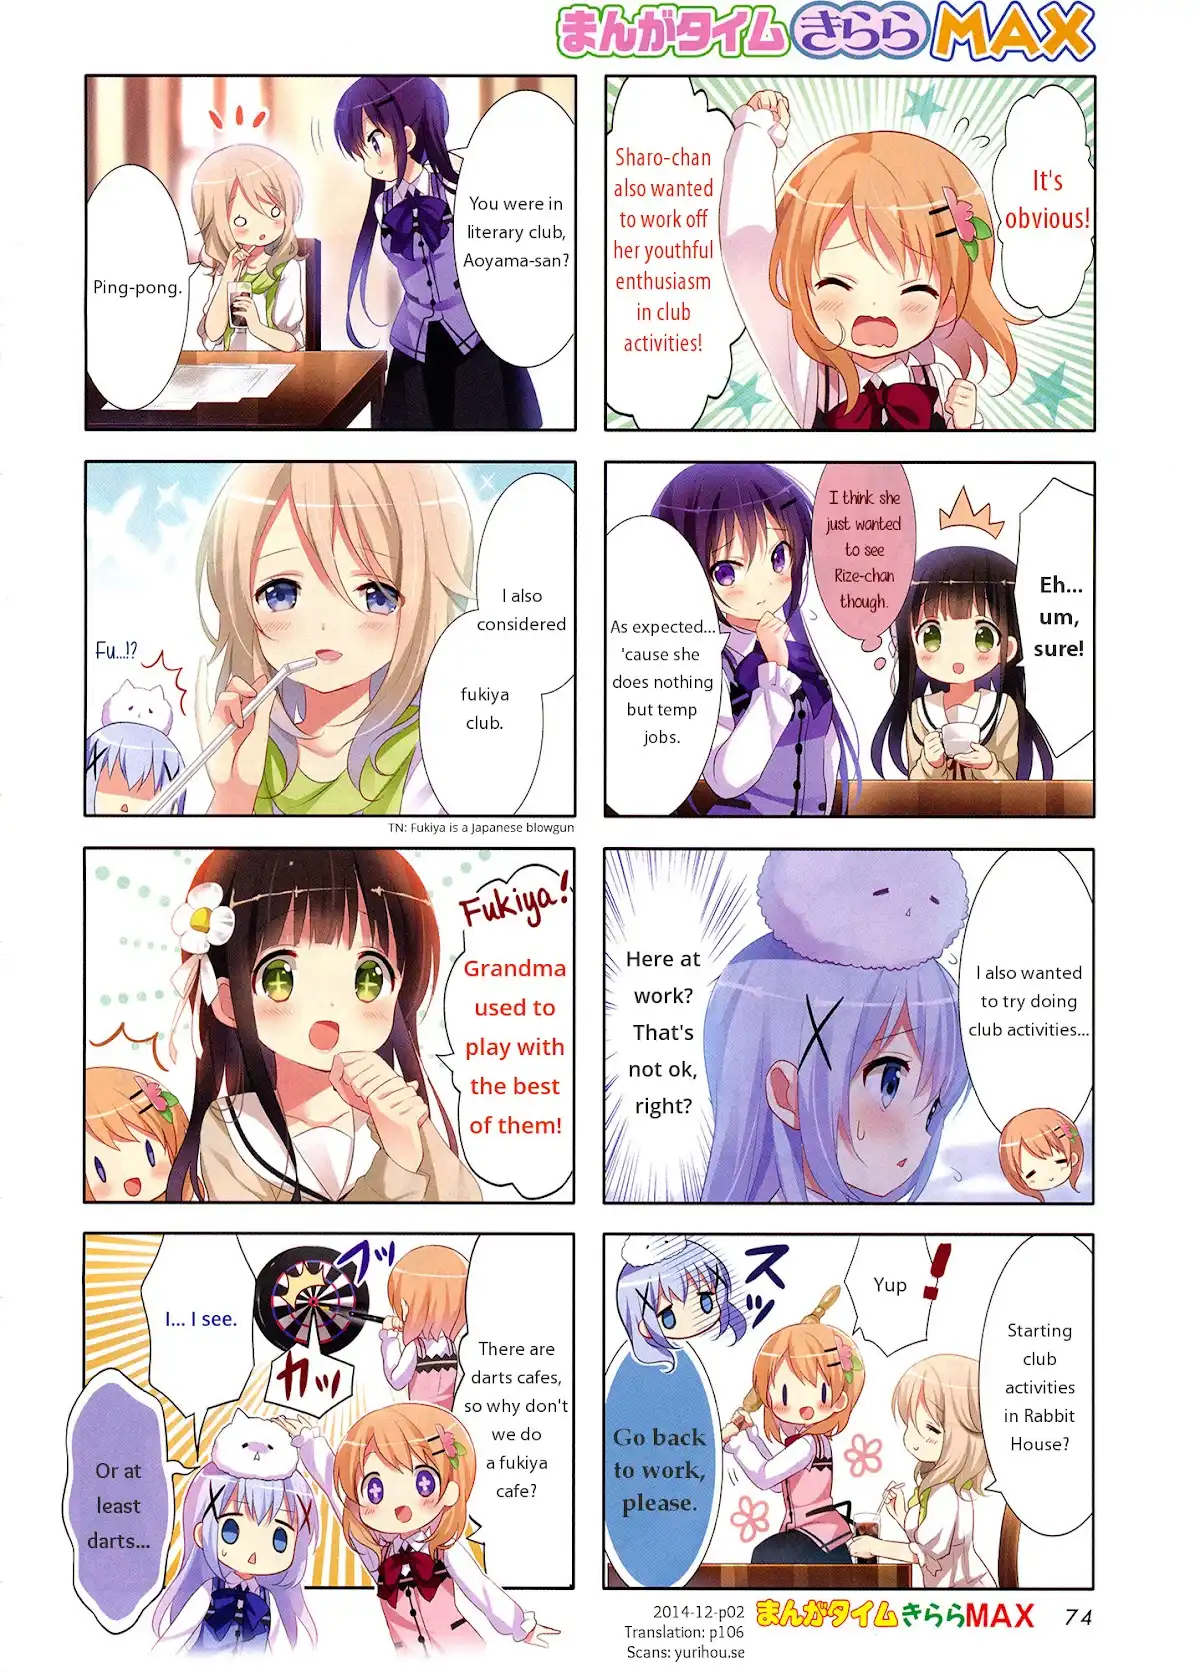 まんがタイムきららMAX
It's
obvious!
Sharo-chan
also wanted
to work off
her youthful
enthusiasm
in club
activities!
Eh...
um,
sure!
I think she
just wanted
to see
Rize-chan
though.
As expected...
'cause she
does nothing
but temp
jobs.
I also wanted
to try doing
club activities...
Here at
work?
That's
not ok,
right?
Starting
club
activities
in Rabbit
House?
Yup
!
スッ
Go back
to work,
please.
You were in
literary club,
Aoyama-san?
Ping-pong.
I also
considered
fukiya
club.
Fu...!?
TN: Fukiya is a Japanese blowgun
Fukiya!
Grandma
used to
play with
the best
of them!
There are
darts cafes,
so why don't
we do
a fukiya
cafe?
フッ
カッ
I... I see.
Or at
least
darts...
2014-12-p02
Translation: p106
Scans: yurihou.se
まんがタイムきららMAX
74